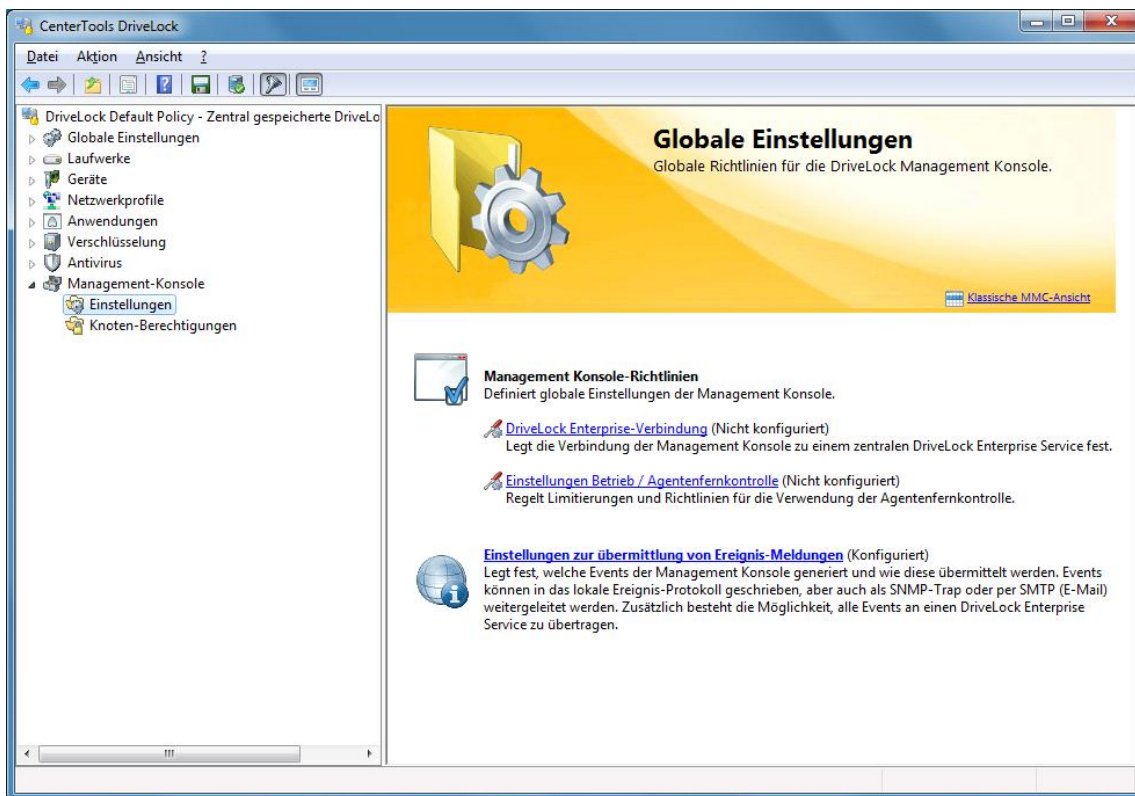 CenterTools DriveLock
Datei Aktion Ansicht ?
DriveLock Default Policy - Zentral gespeicherte DriveLo
Globale Einstellungen
Laufwerke
Geräte
Netzwerkprofile
Anwendungen
Verschlüsselung
Antivirus
Management-Konsole
Einstellungen
Knoten-Berechtigungen
Globale Einstellungen
Globale Richtlinien für die DriveLock Management Konsole.
Klassische MMC-Ansicht
Management Konsole-Richtlinien
Definiert globale Einstellungen der Management Konsole.
DriveLock Enterprise-Verbindung (Nicht konfiguriert)
Legt die Verbindung der Management Konsole zu einem zentralen DriveLock Enterprise Service fest.
Einstellungen Betrieb / Agentenfernkontrolle (Nicht konfiguriert)
Regelt Limitierungen und Richtlinien für die Verwendung der Agentenfernkontrolle.
Einstellungen zur übermittlung von Ereignis-Meldungen (Konfiguriert)
Legt fest, welche Events der Management Konsole generiert und wie diese übermittelt werden. Events
können in das lokale Ereignis-Protokoll geschrieben, aber auch als SNMP-Trap oder per SMTP (E-Mail)
weitergeleitet werden. Zusätzlich besteht die Möglichkeit, alle Events an einen DriveLock Enterprise
Service zu übertragen.